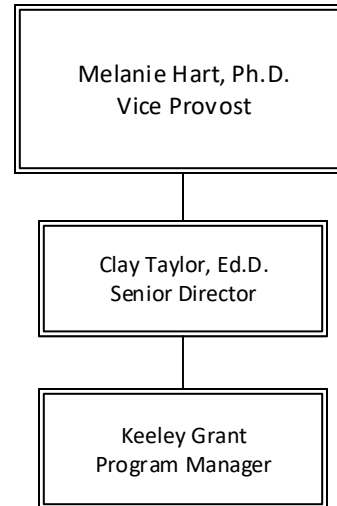 Melanie Hart, Ph.D.
Vice Provost
Clay Taylor, Ed.D.
Senior Director
Keeley Grant
Program Manager